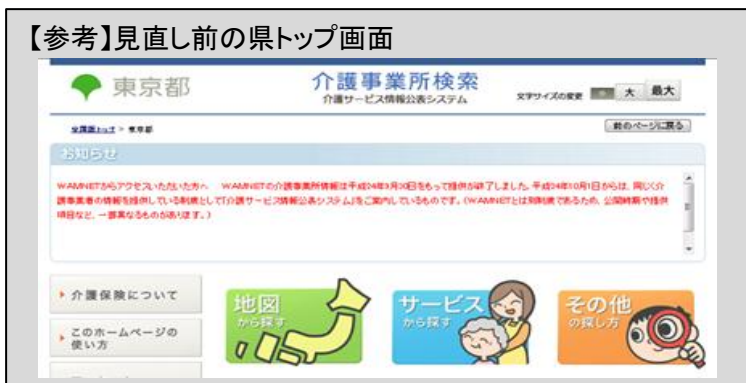 【参考】見直し前の県トップ画面
東京都
介護事業所検索
介護サービス情報公表システム
文字サイズの変更 大 最大
全国版トップ > 東京都
前のページに戻る
お知らせ
WAMNETからアクセスいただいた方へ WAMNETの介護事業所情報は平成24年9月30日をもって提供が終了しました。平成24年10月1日からは、同じく介
護事業者の情報を提供している制度として「介護サービス情報公表システム」をご案内しているものです。(WAMNETとは別制度であるため、公開時期や提供
項目など、一部異なるものがあります。)
介護保険について
このホームページの
使い方
地図
から探す
サービス
から探す
その他
の探し方